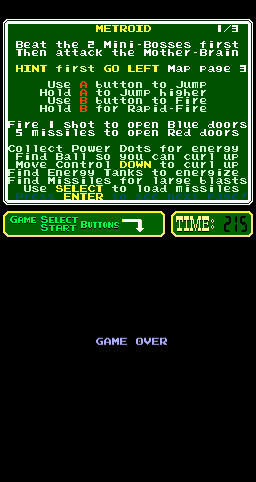 METROID 1/3
Beat the 2 Mini-Bosses first
Then attack the Mother-Brain
HINT first GO LEFT Map page 3
Use A button to Jump
Hold A to Jump higher
Use B button to Fire
Hold B for Rapid-Fire
Fire 1 shot to open Blue doors
5 missiles to open Red doors
Collect Power Dots for energy
Find Ball so you can curl up
Move Control DOWN to curl up
Find Energy Tanks to energize
Find Missiles for large blasts
Use SELECT to load missiles
ENTER
GAME SELECT
START BUTTONS
TIME: 215
GAME OVER